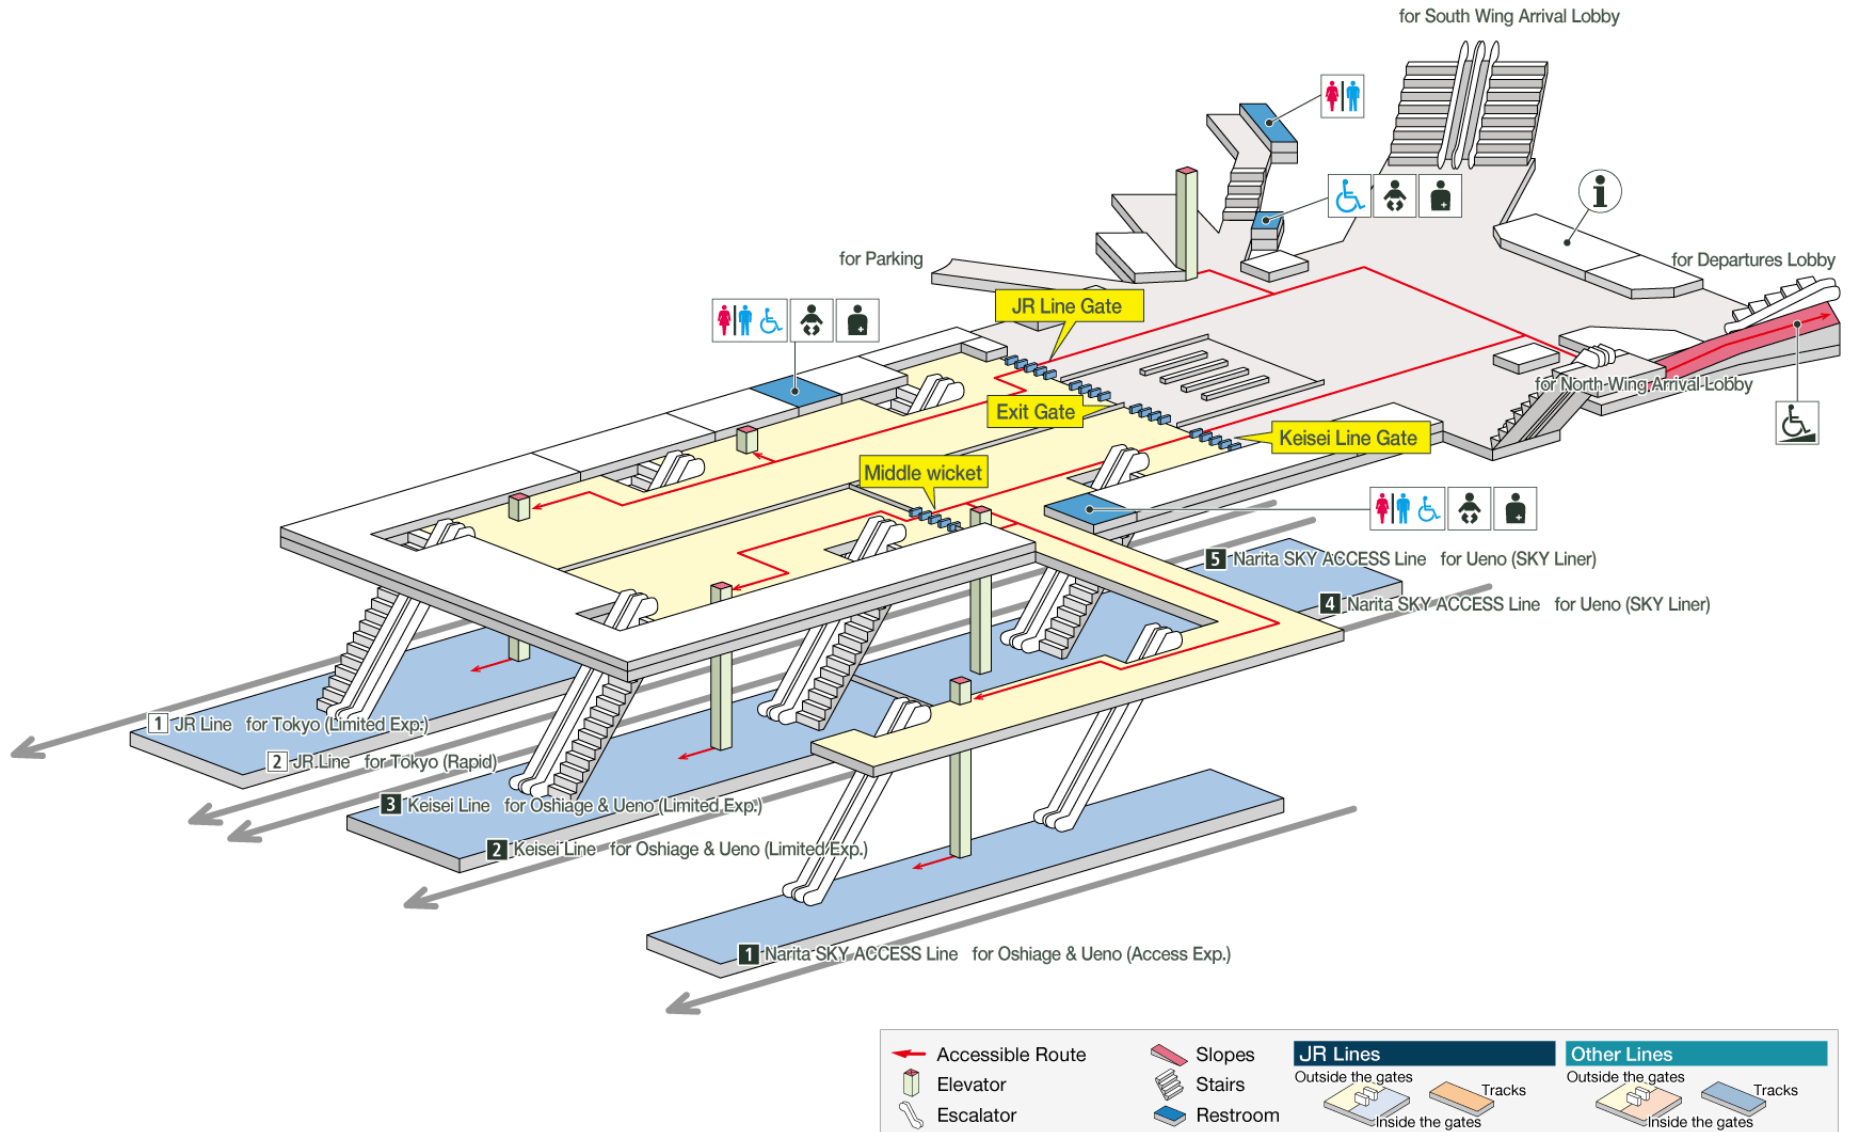 for South Wing Arrival Lobby
for Parking
for Departures Lobby
JR Line Gate
for North Wing Arrival Lobby
Exit Gate
Keisei Line Gate
Middle wicket
5 Narita SKY ACCESS Line for Ueno (SKY Liner)
4 Narita SKY ACCESS Line for Ueno (SKY Liner)
1 JR Line for Tokyo (Limited Exp.)
2 JR Line for Tokyo (Rapid)
3 Keisei Line for Oshiage & Ueno (Limited Exp.)
2 Keisei Line for Oshiage & Ueno (Limited Exp.)
1 Narita SKY ACCESS Line for Oshiage & Ueno (Access Exp.)
Accessible Route
Elevator
Escalator
Slopes
Stairs
Restroom
JR Lines
Outside the gates
Tracks
Inside the gates
Other Lines
Outside the gates
Tracks
Inside the gates